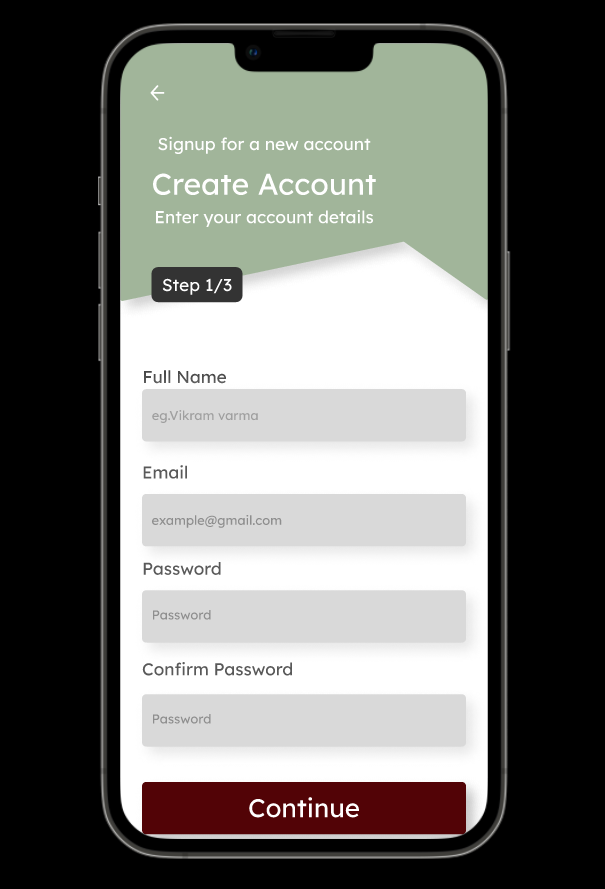 Signup for a new account
Create Account
Enter your account details
Step 1/3
Full Name
eg.Vikram varma
Email
example@gmail.com
Password
Password
Confirm Password
Password
Continue